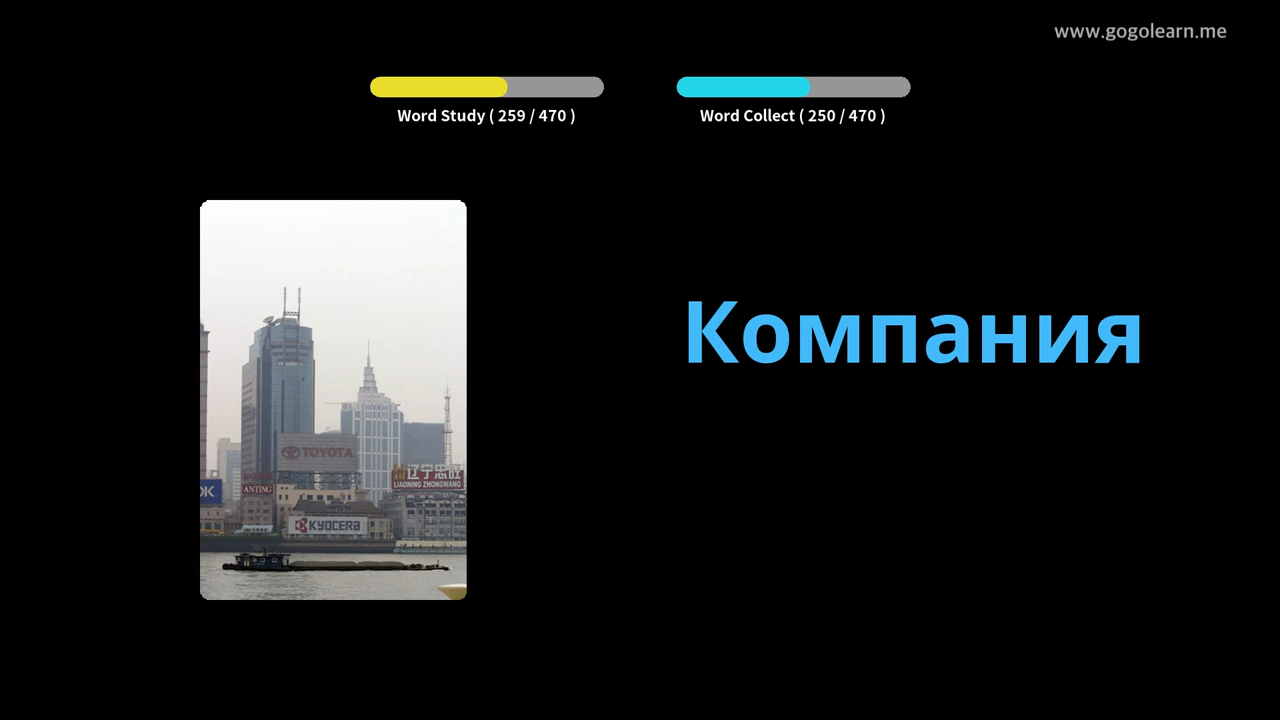 www.gogolearn.me
Word Study ( 259 / 470 )
Word Collect ( 250 / 470 )
Компания
TOYOTA
辽宁忠旺
LIAONING ZHONGWANG
ANTING
KYOCERA